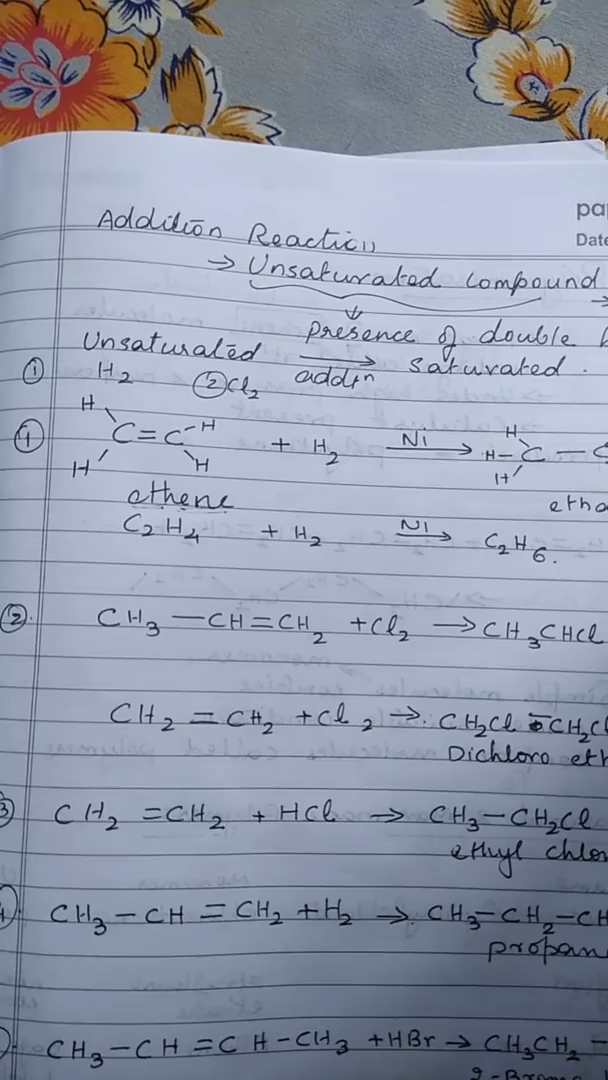 Addition Reaction
Date
→ Unsaturated compound
presence of double
Unsaturated → saturated.
① H2 ② Cl2 addtn
① H H C=C-H H + H2 Ni → H H-C-C H
ethene
C2H4 + H2 Ni → C2H6.
②. CH3—CH=CH2 +Cl2 → CH3CHCl
CH2=CH2 +Cl2 →. CH2Cl-CH2Cl
Dichloro eth
③ CH2=CH2 + HCl → CH3-CH2Cl
ethyl chlor
CH3-CH=CH2+H2 → CH3-CH2-CH
propan
CH3-CH=CH-CH3 +HBr → CH3CH2-